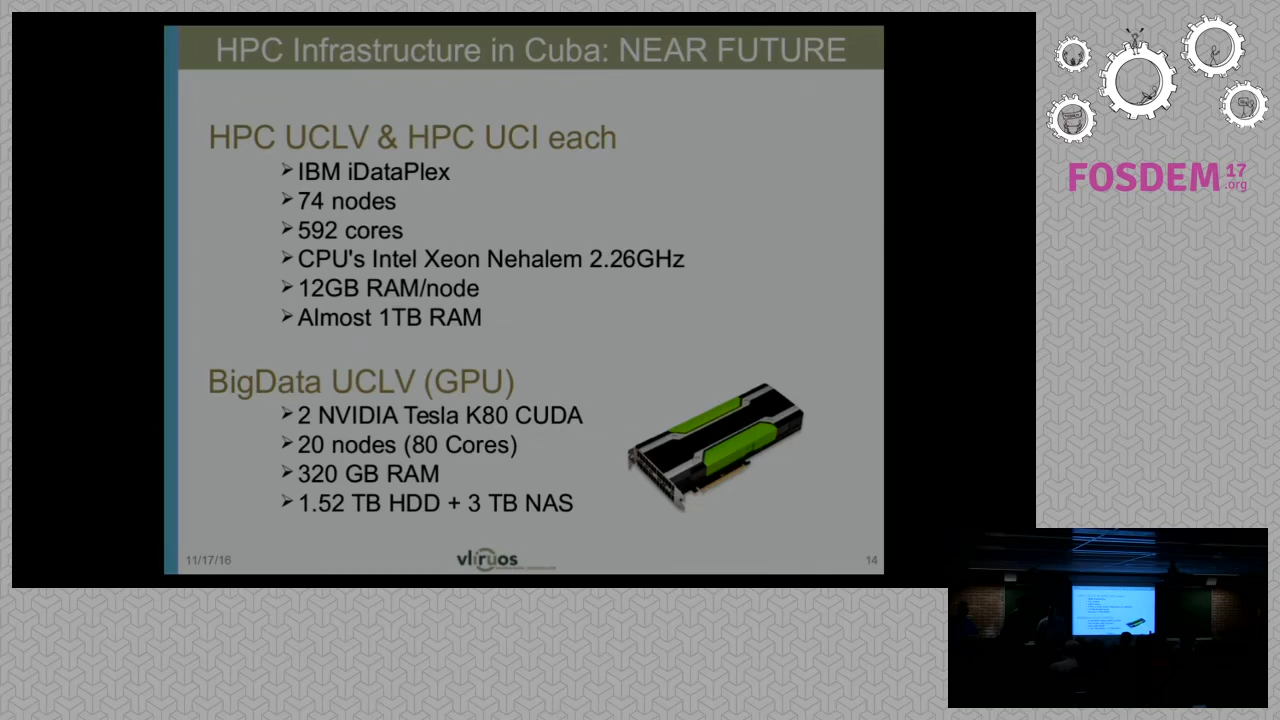 HPC Infrastructure in Cuba: NEAR FUTURE
HPC UCLV & HPC UCI each
IBM iDataPlex
74 nodes
592 cores
CPU's Intel Xeon Nehalem 2.26GHz
12GB RAM/node
Almost 1TB RAM
BigData UCLV (GPU)
2 NVIDIA Tesla K80 CUDA
20 nodes (80 Cores)
320 GB RAM
1.52 TB HDD + 3 TB NAS
11/17/16
vliruos
14
FOSDEM 17 .org